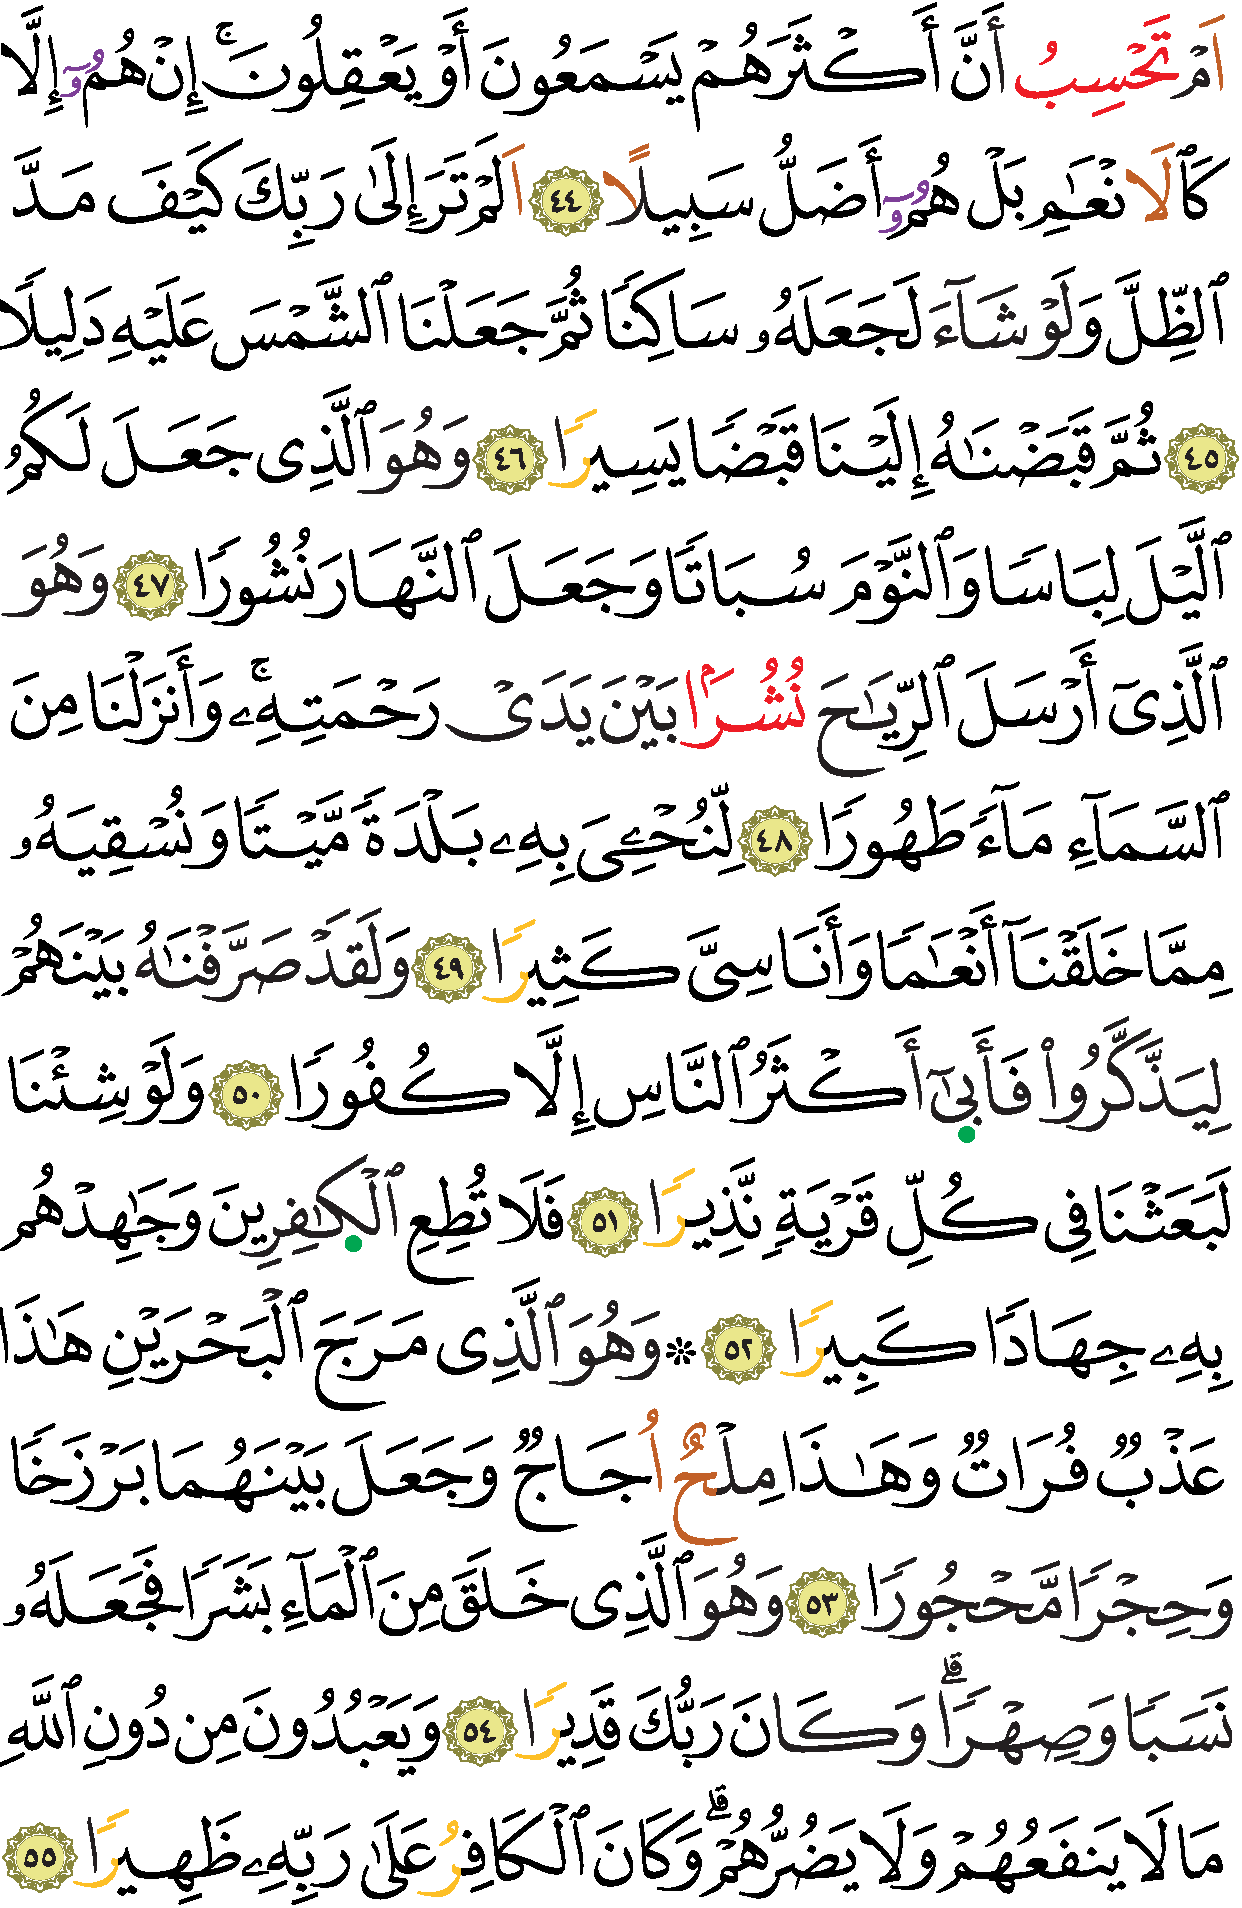 اَمْ تَحْسِبُ أَنَّ أَكْثَرَهُمْ يَسْمَعُونَ أَوْ يَعْقِلُونَ ۚ إِنْ هُمُۥٓ إِلَّا
كَٱلَانْعَٰمِ بَلْ هُمُۥٓ أَضَلُّ سَبِيلًا ٤٤ اَلَمْ تَرَ إِلَىٰ رَبِّكَ كَيْفَ مَدَّ
ٱلظِّلَّ وَلَوْ شَآءَ لَجَعَلَهُۥ سَاكِنًا ثُمَّ جَعَلْنَا ٱلشَّمْسَ عَلَيْهِ دَلِيلًا
٤٥ ثُمَّ قَبَضْنَٰهُ إِلَيْنَا قَبْضًا يَسِيرًا ٤٦ وَهُوَ ٱلَّذِى جَعَلَ لَكُمُ
ٱلَّيْلَ لِبَاسًا وَٱلنَّوْمَ سُبَاتًا وَجَعَلَ ٱلنَّهَارَ نُشُورًا ٤٧ وَهُوَ
ٱلَّذِىٓ أَرْسَلَ ٱلرِّيَٰحَ نُشُرَۢا بَيْنَ يَدَىْ رَحْمَتِهِۦ ۚ وَأَنزَلْنَا مِنَ
ٱلسَّمَآءِ مَآءً طَهُورًا ٤٨ لِّنُحْـِۧىَ بِهِۦ بَلْدَةً مَّيْتًا وَنُسْقِيَهُۥ
مِمَّا خَلَقْنَآ أَنْعَٰمًا وَأَنَاسِىَّ كَثِيرًا ٤٩ وَلَقَدْ صَرَّفْنَٰهُ بَيْنَهُمْ
لِيَذَّكَّرُوا۟ فَأَبَىٰٓ أَكْثَرُ ٱلنَّاسِ إِلَّا كُفُورًا ٥٠ وَلَوْ شِئْنَا
لَبَعَثْنَا فِى كُلِّ قَرْيَةٍ نَّذِيرًا ٥١ فَلَا تُطِعِ ٱلْكَٰفِرِينَ وَجَٰهِدْهُم
بِهِۦ جِهَادًا كَبِيرًا ٥٢ ۞ وَهُوَ ٱلَّذِى مَرَجَ ٱلْبَحْرَيْنِ هَٰذَا
عَذْبٌ فُرَاتٌ وَهَٰذَا مِلْحٌ اُجَاجٌ وَجَعَلَ بَيْنَهُمَا بَرْزَخًا
وَحِجْرًا مَّحْجُورًا ٥٣ وَهُوَ ٱلَّذِى خَلَقَ مِنَ ٱلْمَآءِ بَشَرًا فَجَعَلَهُۥ
نَسَبًا وَصِهْرًا ۗ وَكَانَ رَبُّكَ قَدِيرًا ٥٤ وَيَعْبُدُونَ مِن دُونِ ٱللَّهِ
مَا لَا يَنفَعُهُمْ وَلَا يَضُرُّهُمْ ۗ وَكَانَ ٱلْكَافِرُ عَلَىٰ رَبِّهِۦ ظَهِيرًا ٥٥